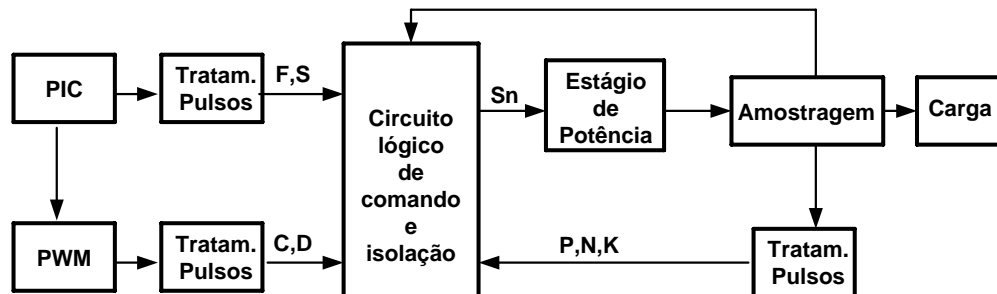 PIC
Tratam.
Pulsos
F,S
Circuito
lógico
de
comando
e
isolação
Sn
Estágio
de
Potência
Amostragem
Carga
PWM
Tratam.
Pulsos
C,D
P,N,K
Tratam.
Pulsos